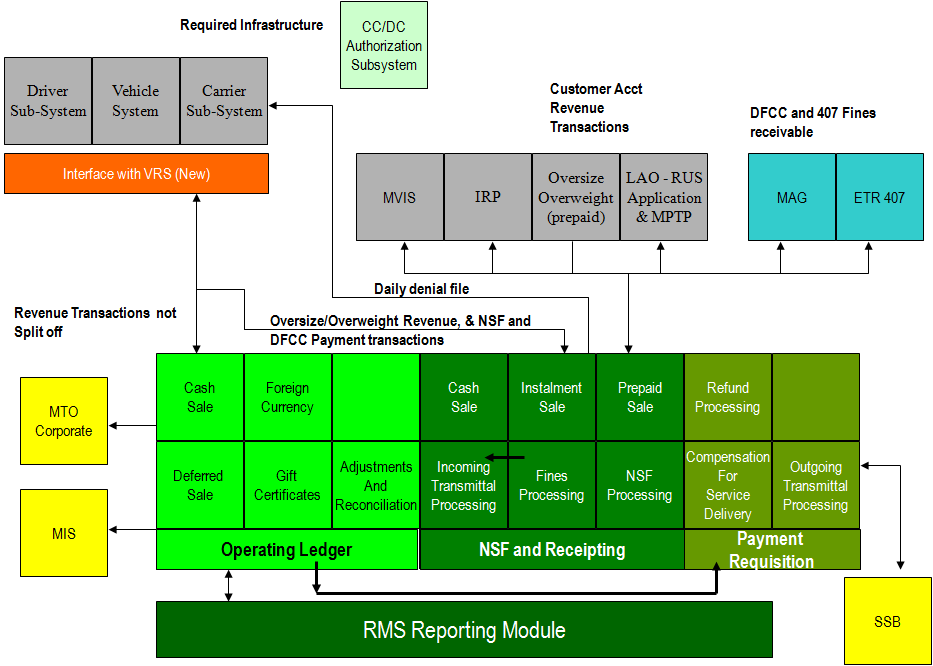 Required Infrastructure
CC/DC
Authorization
Subsystem
Driver
Sub-System
Vehicle
System
Carrier
Sub-System
Customer Acct
Revenue
Transactions
DFCC and 407 Fines
receivable
Interface with VRS (New)
MVIS
IRP
Oversize
Overweight
(prepaid)
LAO - RUS
Application
& MPTP
MAG
ETR 407
Daily denial file
Revenue Transactions not
Split off
Oversize/Overweight Revenue, & NSF and
DFCC Payment transactions
MTO
Corporate
MIS
Cash
Sale
Foreign
Currency
Cash
Sale
Instalment
Sale
Prepaid
Sale
Refund
Processing
Deferred
Sale
Gift
Certificates
Adjustments
And
Reconciliation
Incoming
Transmittal
Processing
Fines
Processing
NSF
Processing
Compensation
For
Service
Delivery
Outgoing
Transmittal
Processing
Operating Ledger
NSF and Receipting
Payment
Requisition
RMS Reporting Module
SSB